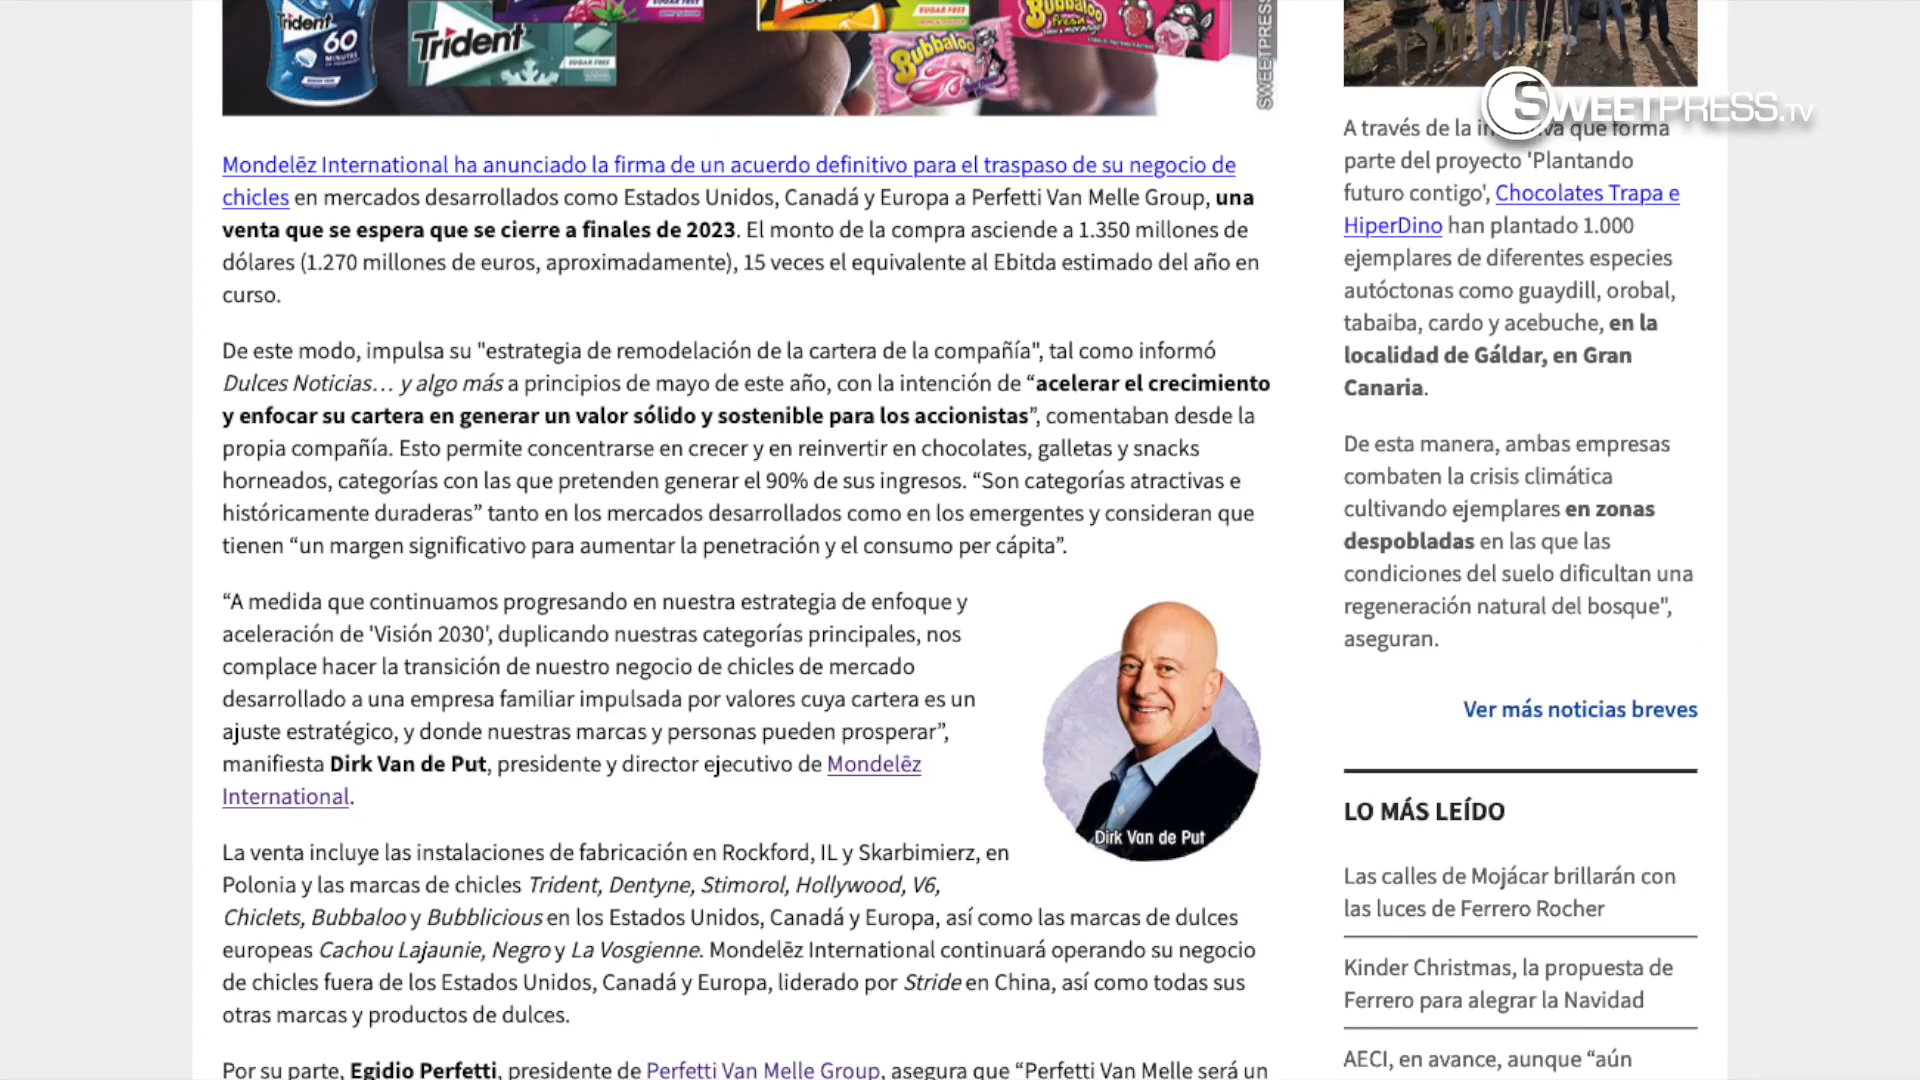 Trident
60
MINUTES
Trident
SUGAR FREE
SUGAR FREE
Bubbaloo
Bubbaloo
fresa
SWEETPRESS
SWEETPRESS.TV
Mondelēz International ha anunciado la firma de un acuerdo definitivo para el traspaso de su negocio de
chicles en mercados desarrollados como Estados Unidos, Canadá y Europa a Perfetti Van Melle Group, una
venta que se espera que se cierre a finales de 2023. El monto de la compra asciende a 1.350 millones de
dólares (1.270 millones de euros, aproximadamente), 15 veces el equivalente al Ebitda estimado del año en
curso.
De este modo, impulsa su "estrategia de remodelación de la cartera de la compañía", tal como informó
Dulces Noticias… y algo más a principios de mayo de este año, con la intención de “acelerar el crecimiento
y enfocar su cartera en generar un valor sólido y sostenible para los accionistas”, comentaban desde la
propia compañía. Esto permite concentrarse en crecer y en reinvertir en chocolates, galletas y snacks
horneados, categorías con las que pretenden generar el 90% de sus ingresos. “Son categorías atractivas e
históricamente duraderas” tanto en los mercados desarrollados como en los emergentes y consideran que
tienen “un margen significativo para aumentar la penetración y el consumo per cápita”.
“A medida que continuamos progresando en nuestra estrategia de enfoque y
aceleración de 'Visión 2030', duplicando nuestras categorías principales, nos
complace hacer la transición de nuestro negocio de chicles de mercado
desarrollado a una empresa familiar impulsada por valores cuya cartera es un
ajuste estratégico, y donde nuestras marcas y personas pueden prosperar”,
manifiesta Dirk Van de Put, presidente y director ejecutivo de Mondelēz
International.
Dirk Van de Put
La venta incluye las instalaciones de fabricación en Rockford, IL y Skarbimierz, en
Polonia y las marcas de chicles Trident, Dentyne, Stimorol, Hollywood, V6,
Chiclets, Bubbaloo y Bubblicious en los Estados Unidos, Canadá y Europa, así como las marcas de dulces
europeas Cachou Lajaunie, Negro y La Vosgienne. Mondelēz International continuará operando su negocio
de chicles fuera de los Estados Unidos, Canadá y Europa, liderado por Stride en China, así como todas sus
otras marcas y productos de dulces.
Por su parte, Egidio Perfetti, presidente de Perfetti Van Melle Group, asegura que “Perfetti Van Melle será un
A través de la que forma
parte del proyecto 'Plantando
futuro contigo', Chocolates Trapa e
HiperDino han plantado 1.000
ejemplares de diferentes especies
autóctonas como guaydill, orobal,
tabaiba, cardo y acebuche, en la
localidad de Gáldar, en Gran
Canaria.
De esta manera, ambas empresas
combaten la crisis climática
cultivando ejemplares en zonas
despobladas en las que las
condiciones del suelo dificultan una
regeneración natural del bosque",
aseguran.
Ver más noticias breves
LO MÁS LEÍDO
Las calles de Mojácar brillarán con
las luces de Ferrero Rocher
Kinder Christmas, la propuesta de
Ferrero para alegrar la Navidad
AECI, en avance, aunque “aún